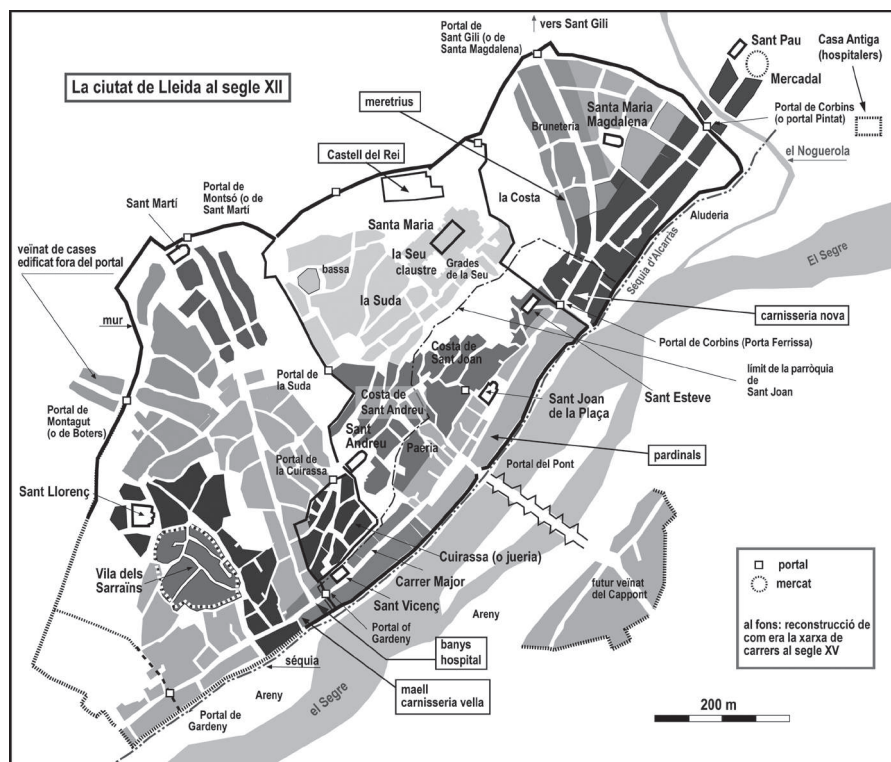 La ciutat de Lleida al segle XII
Portal de
Sant Gili (o de
Santa Magdalena)
vers Sant Gili
Sant Pau
Mercadal
Casa Antiga
(hospitalers)
meretrius
Santa Maria
Magdalena
Bruneteria
Portal de Corbins
(o portal Pintat)
el Noguerola
Castell del Rei
la Costa
Aluderia
Séquia d'Alcarràs
El Segre
Sant Martí
Portal de
Montsó (o de
Sant Martí)
Santa Maria
la Seu
claustre
Grades
de la Seu
bassa
la Suda
veïnat de cases
edificat fora del portal
mur
carnisseria nova
Portal de Corbins (Porta Ferrissa)
límit de la parròquia
de
Sant Joan
Costa de
Sant Joan
Sant Esteve
Portal de
la Suda
Costa de
Sant Andreu
Sant Joan
de la Plaça
Portal de
Montagut
(o de Boters)
Sant
Andreu
Paeria
pardinals
Portal de
la Cuirassa
Portal del Pont
Sant Llorenç
Cuirassa (o jueria)
Vila dels
Sarraïns
Carrer Major
Sant Vicenç
Areny
Portal of
Gardeny
futur veïnat
del Cappont
portal
mercat
al fons: reconstrucció de
com era la xarxa de
carrers al segle XV
séquia
banys
hospital
maell
carnisseria vella
Areny
el Segre
Portal de
Gardeny
200 m